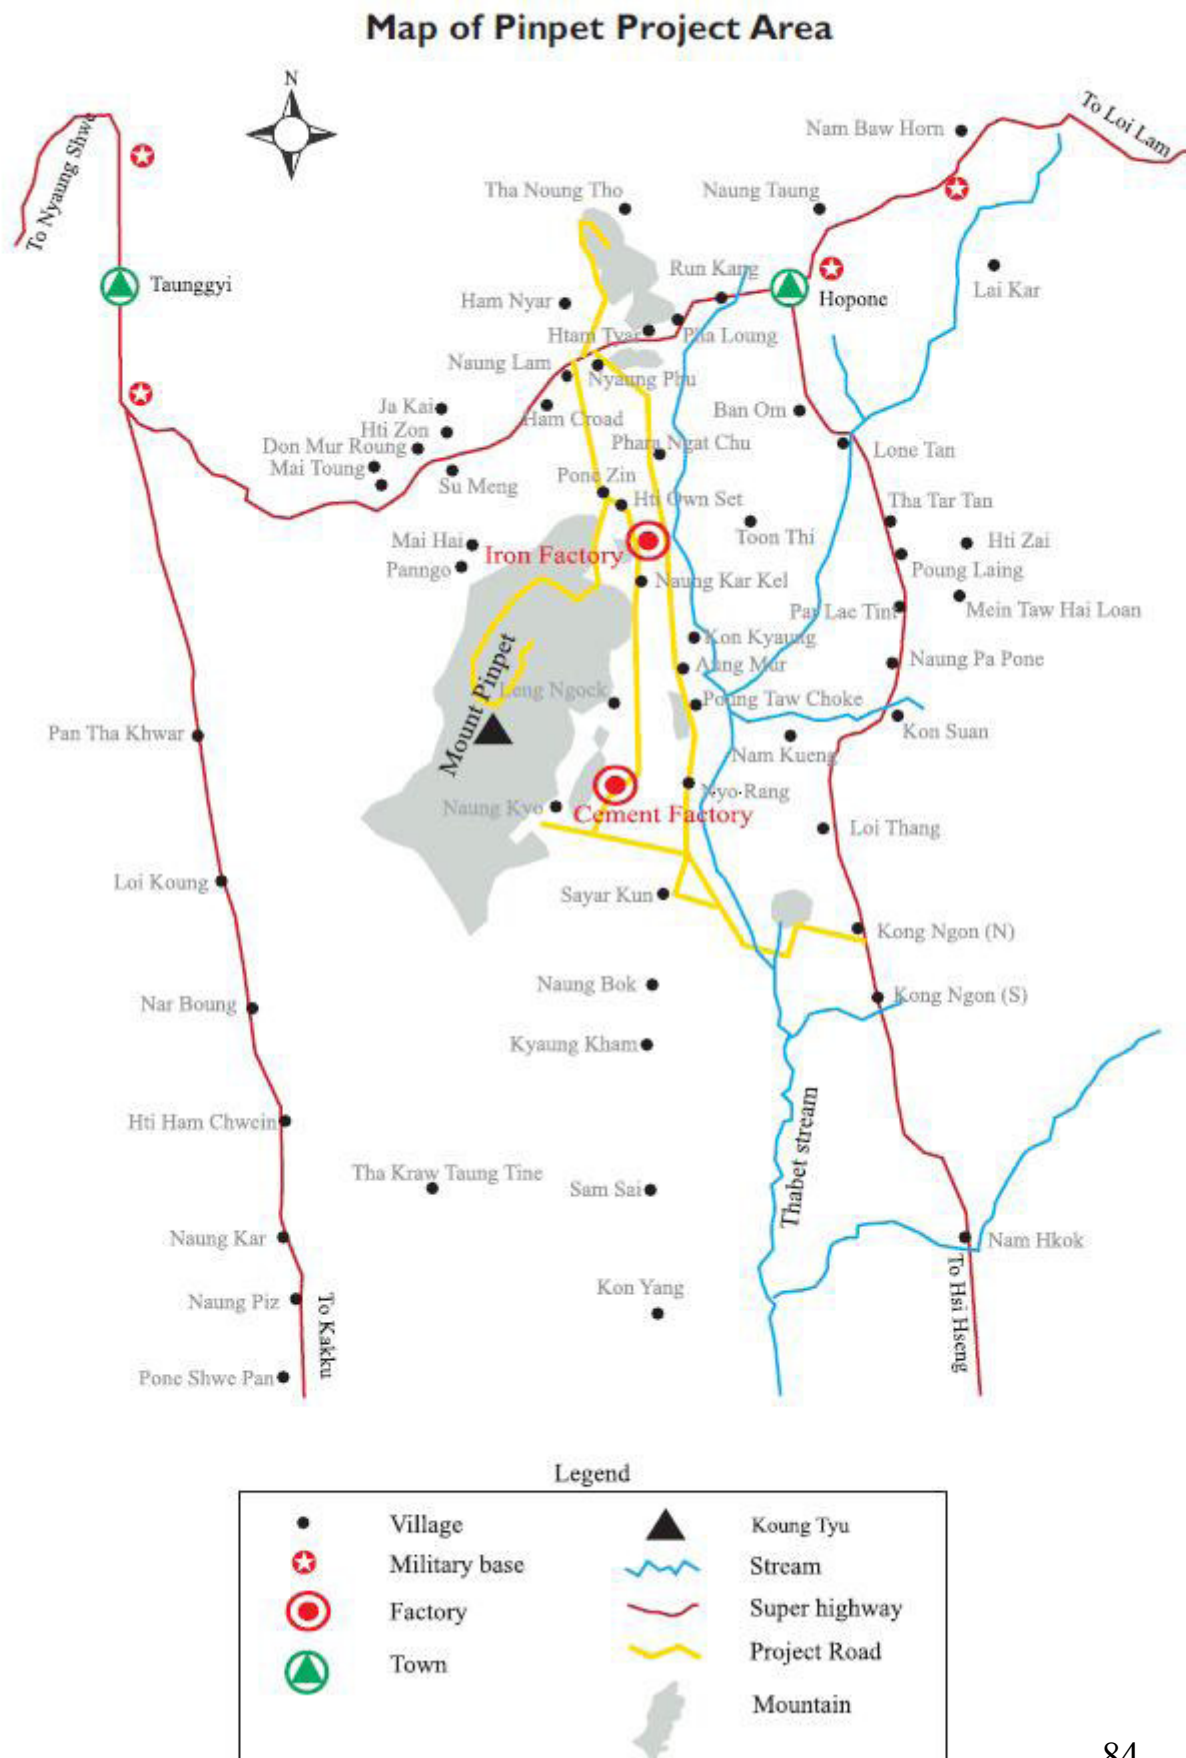 Map of Pinpet Project Area
N
To Nyaung Shwe
To Loi Lam
Nam Baw Horn
Tha Noung Tho
Naung Taung
Run Kang
Taunggyi
Hopone
Lai Kar
Ham Nyar
Htam Tyar
Pha Loung
Naung Lam
Nyaung Phu
Ja Kai
Ham Croad
Ban Om
Hti Zon
Don Mur Roung
Phara Ngat Chu
Lone Tan
Mai Toung
Su Meng
Pone Zin
Hti Own Set
Tha Tar Tan
Toon Thi
Mai Hai
Iron Factory
Hti Zai
Panngo
Poung Laing
Naung Kar Kel
Par Lae Tint
Mein Taw Hai Loan
Kon Kyaung
Aung Mur
Naung Pa Pone
Mount Pinpet
Leng Ngock
Poung Taw Choke
Pan Tha Khwar
Kon Suan
Nam Kueng
Nyo Rang
Naung Kyo
Cement Factory
Loi Thang
Loi Koung
Sayar Kun
Kong Ngon (N)
Naung Bok
Kong Ngon (S)
Nar Boung
Kyaung Kham
Hti Ham Chwein
Thabet stream
Tha Kraw Taung Tine
Sam Sai
Naung Kar
Nam Hkok
Kon Yang
Naung Piz
To Kakku
To Hsi Hseng
Pone Shwe Pan
Legend
Village
Koung Tyu
Military base
Stream
Factory
Super highway
Town
Project Road
Mountain
84